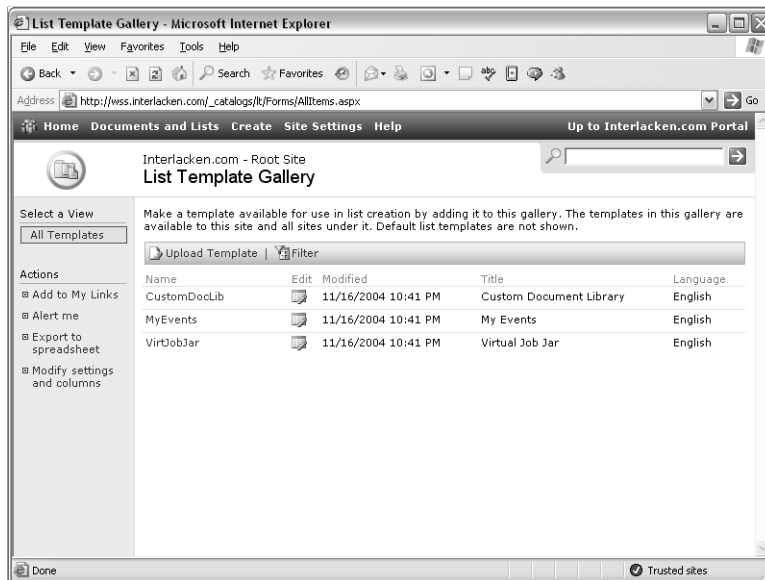 List Template Gallery - Microsoft Internet Explorer
File Edit View Favorites Tools Help
Back Search Favorites
Address http://wss.interlacken.com/_catalogs/lt/Forms/AllItems.aspx Go
Home Documents and Lists Create Site Settings Help Up to Interlacken.com Portal
Interlacken.com - Root Site
List Template Gallery
Select a View
All Templates
Actions
Add to My Links
Alert me
Export to
spreadsheet
Modify settings
and columns
Make a template available for use in list creation by adding it to this gallery. The templates in this gallery are
available to this site and all sites under it. Default list templates are not shown.
Upload Template | Filter
Name Edit Modified Title Language
CustomDocLib 11/16/2004 10:41 PM Custom Document Library English
MyEvents 11/16/2004 10:41 PM My Events English
VirtJobJar 11/16/2004 10:41 PM Virtual Job Jar English
Done Trusted sites